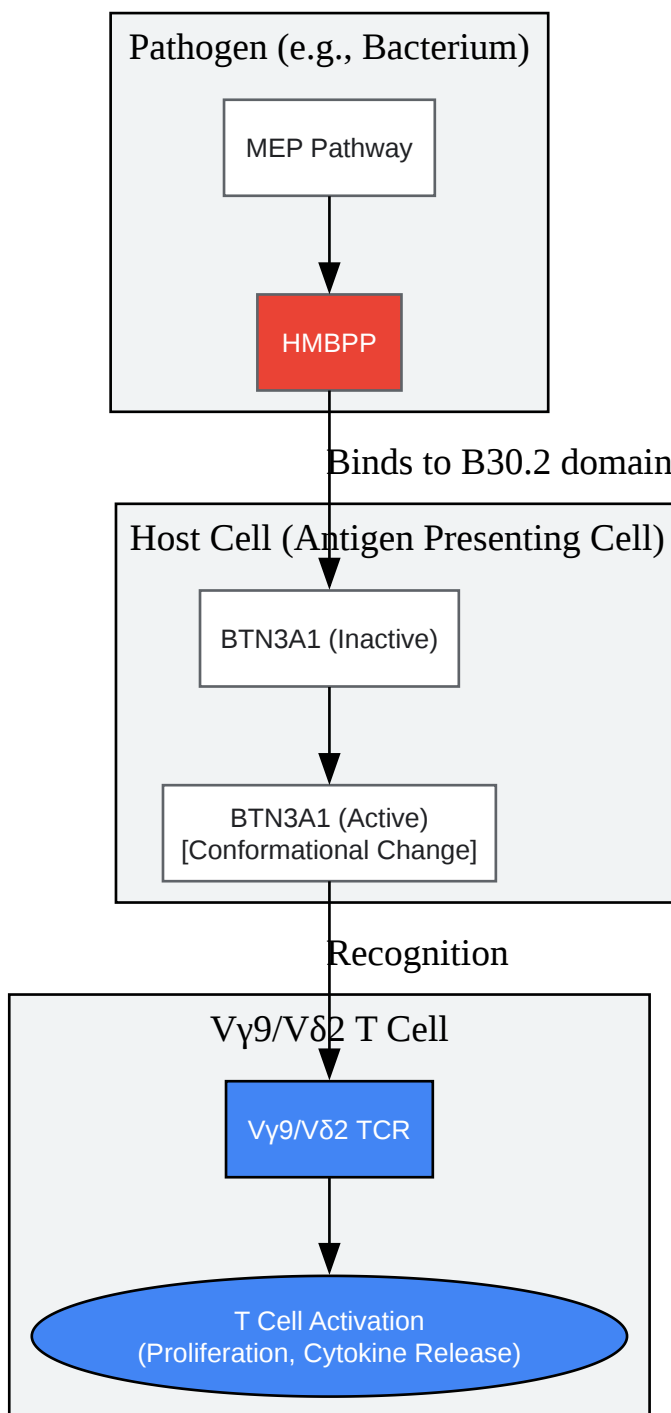 Pathogen (e.g., Bacterium)
MEP Pathway
HMBPP
Binds to B30.2 domain
Host Cell (Antigen Presenting Cell)
BTN3A1 (Inactive)
BTN3A1 (Active)
[Conformational Change]
Recognition
Vγ9/Vδ2 T Cell
Vγ9/Vδ2 TCR
T Cell Activation
(Proliferation, Cytokine Release)